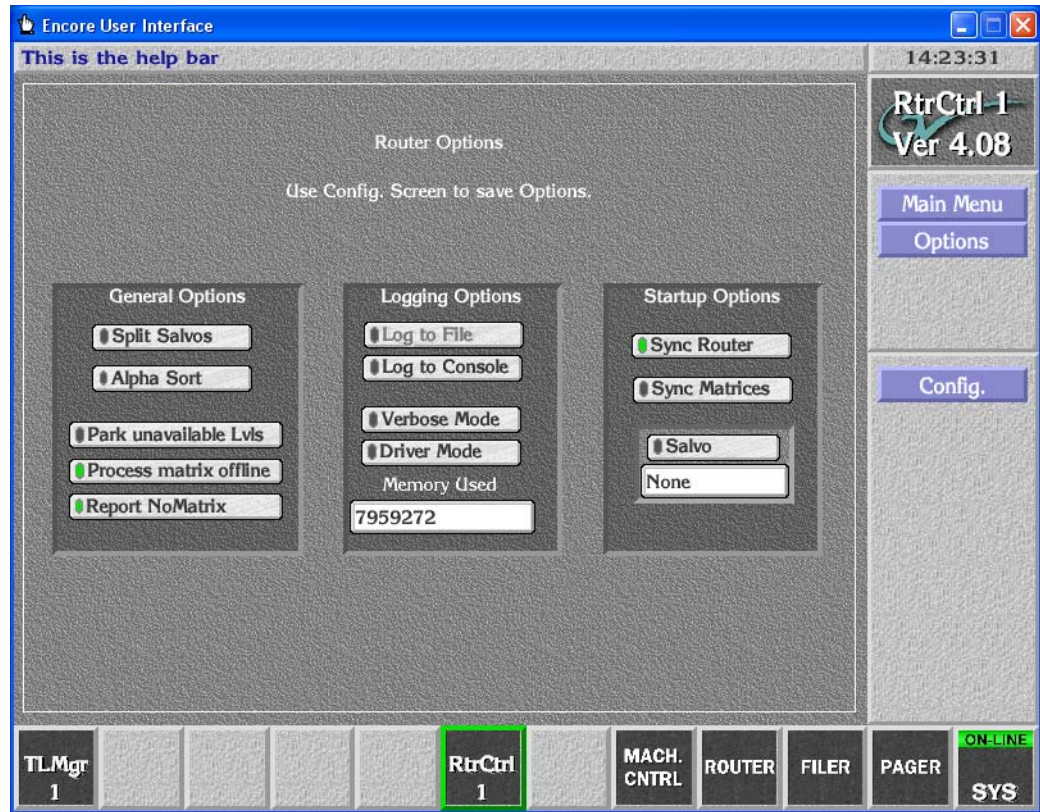 Encore User Interface
This is the help bar
14:23:31
RtrCtrl 1
Ver 4.08
Main Menu
Options
Config.
Router Options
Use Config. Screen to save Options.
General Options
Split Salvos
Alpha Sort
Park unavailable Lvls
Process matrix offline
Report NoMatrix
Logging Options
Log to File
Log to Console
Verbose Mode
Driver Mode
Memory Used
7959272
Startup Options
Sync Router
Sync Matrices
Salvo
None
TLMgr
1
RtrCtrl
1
MACH.
CNTRL
ROUTER
FILER
PAGER
ON-LINE
SYS